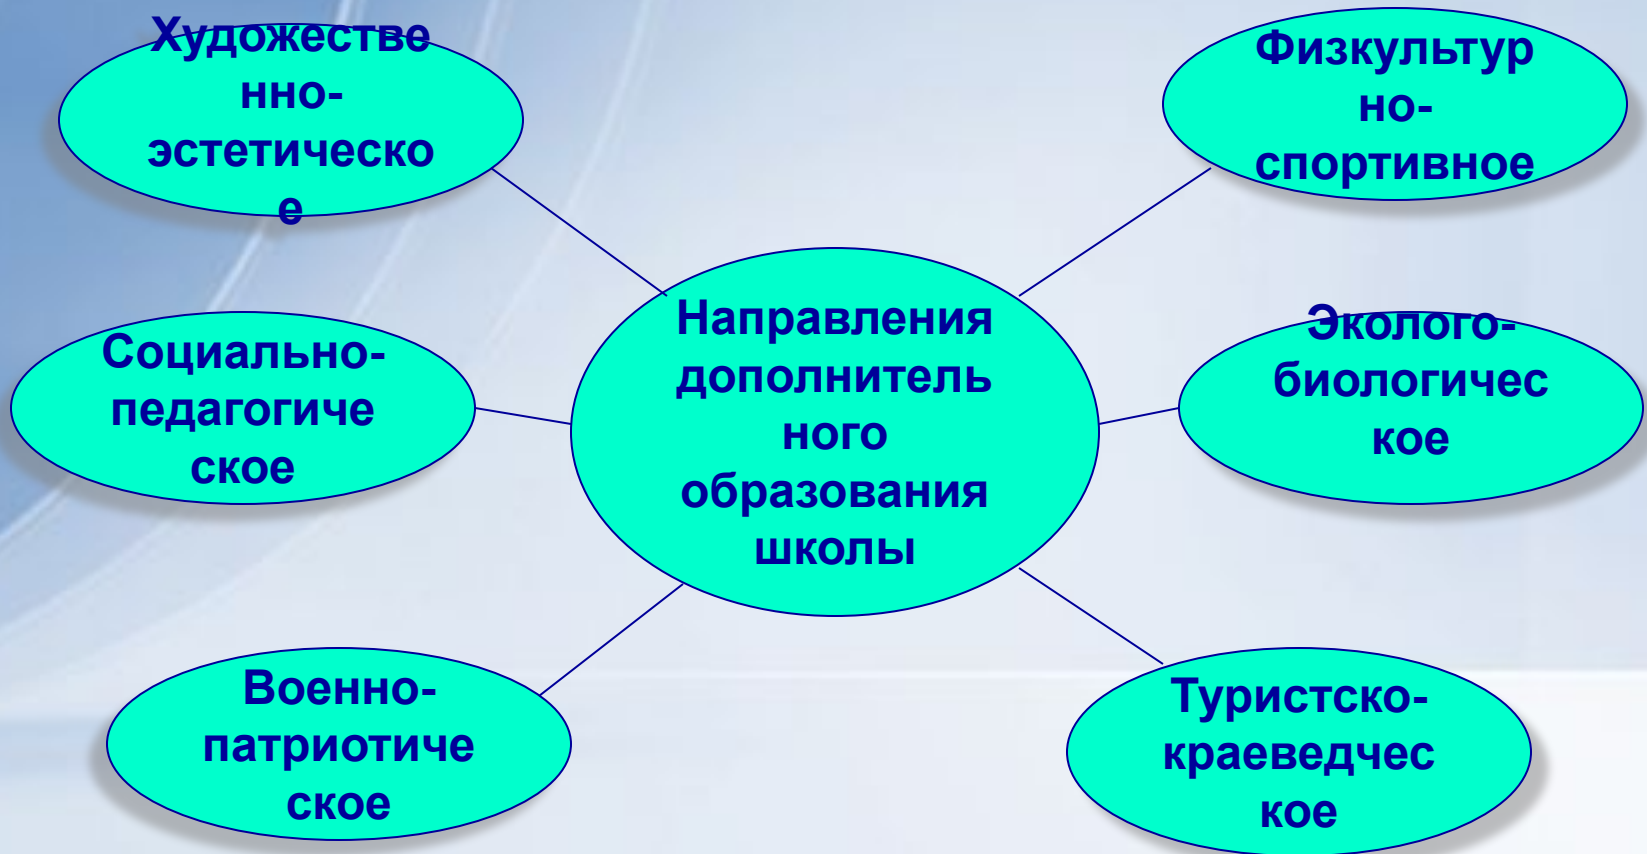 Художестве
нно-
эстетическо
е
Физкультур
но-
спортивное
Направления
дополнитель
ного
образования
школы
Социально-
педагогиче
ское
Эколого-
биологичес
кое
Военно-
патриотиче
ское
Туристско-
краеведчес
кое